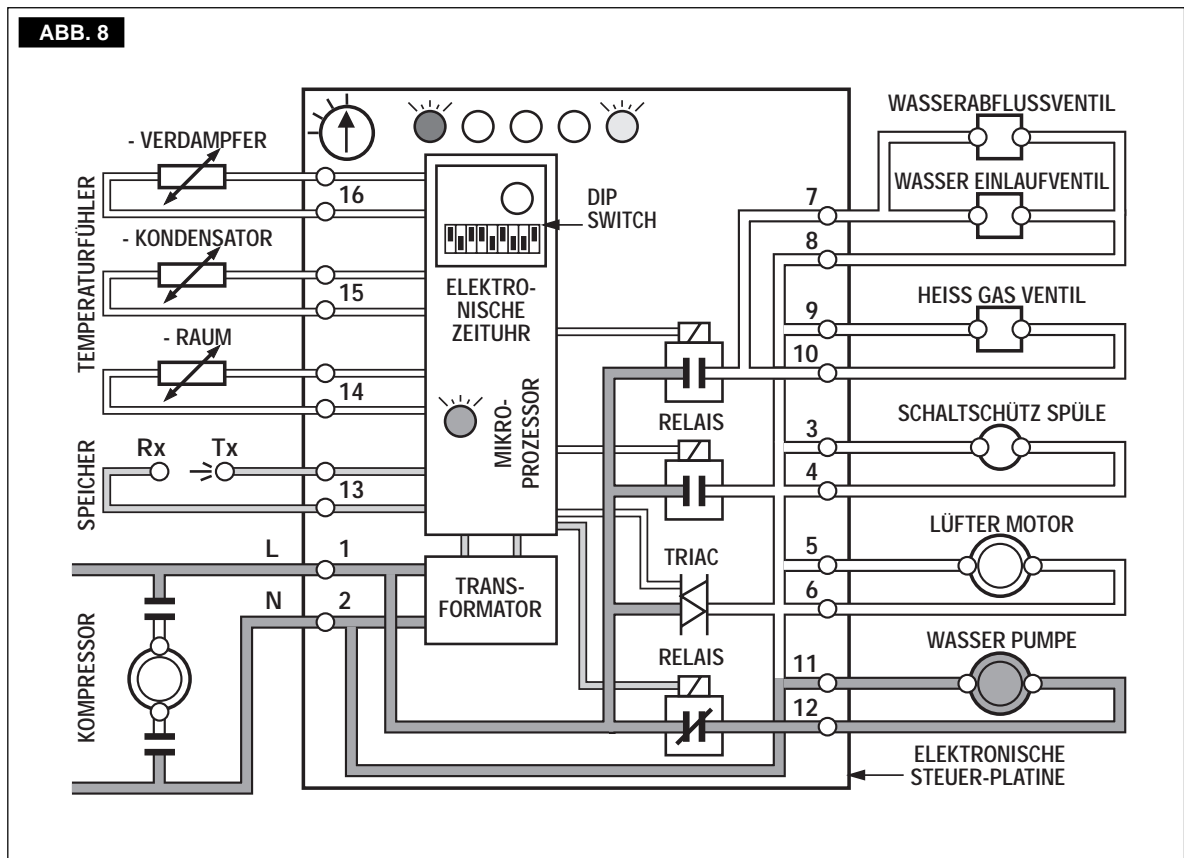 ABB. 8
TEMPERATURFÜHLER
- VERDAMPFER
16
- KONDENSATOR
15
- RAUM
14
SPEICHER
Rx
Tx
13
L
1
N
2
KOMPRESSOR
DIP
SWITCH
ELEKTRO-
NISCHE
ZEITUHR
MIKRO-
PROZESSOR
TRANS-
FORMATOR
RELAIS
TRIAC
RELAIS
WASSERABFLUSSVENTIL
WASSER EINLAUFVENTIL
7
8
HEISS GAS VENTIL
9
10
SCHALTSCHÜTZ SPÜLE
3
4
LÜFTER MOTOR
5
6
WASSER PUMPE
11
12
ELEKTRONISCHE
STEUER-PLATINE